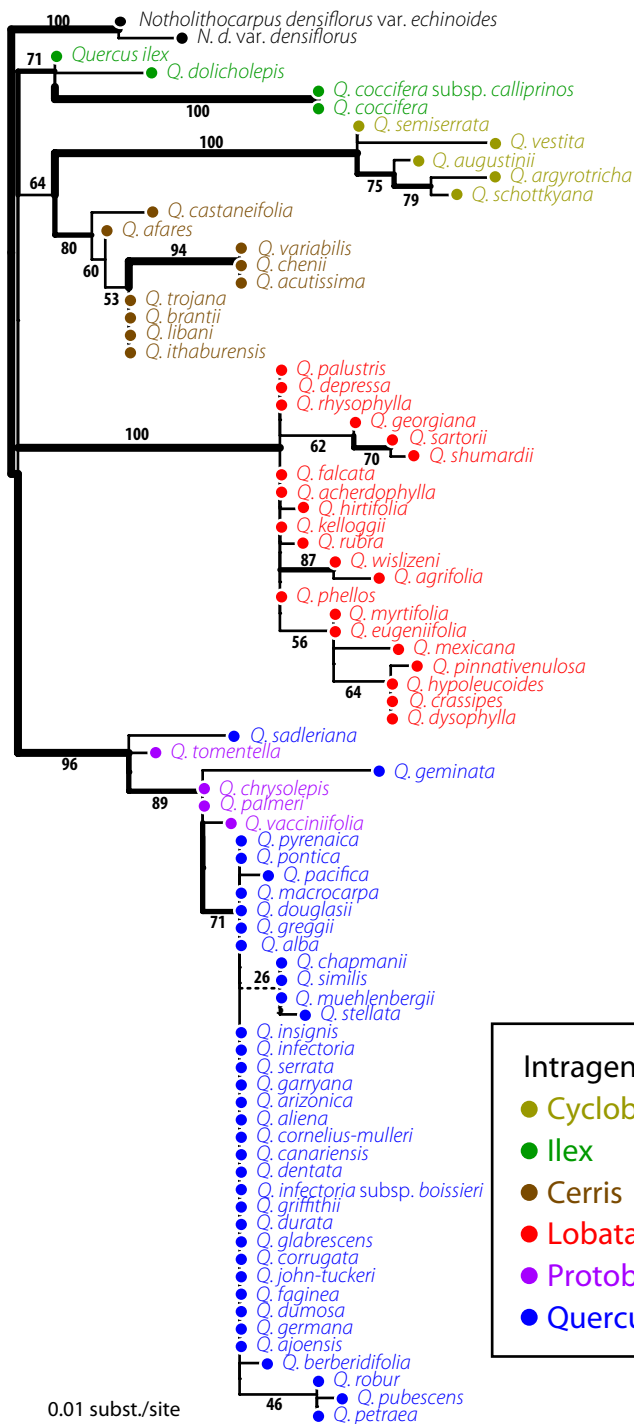 100
Notholithocarpus densiflorus var. echinoides
N. d. var. densiflorus
71
Quercus ilex
Q. dolicholepis
Q. coccifera subsp. calliprinos
100
Q. coccifera
Q. semiserrata
100
Q. vestita
Q. augustinii
64
75
Q. argyrotricha
79
Q. schottkyana
Q. castaneifolia
Q. afares
80
94
Q. variabilis
60
Q. chenii
53
Q. acutissima
Q. trojana
Q. brantii
Q. libani
Q. ithaburensis
Q. palustris
Q. depressa
Q. rhysophylla
Q. georgiana
100
62
Q. sartorii
70
Q. shumardii
Q. falcata
Q. acherdophylla
Q. hirtifolia
Q. kelloggii
Q. rubra
87
Q. wislizeni
Q. agrifolia
Q. phellos
Q. myrtifolia
56
Q. eugeniifolia
Q. mexicana
Q. pinnativenulosa
64
Q. hypoleucoides
Q. crassipes
Q. dysophylla
Q. sadleriana
96
Q. tomentella
Q. geminata
89
Q. chrysolepis
Q. palmeri
Q. vacciniifolia
Q. pyrenaica
Q. pontica
Q. pacifica
Q. macrocarpa
71
Q. douglasii
Q. greggii
Q. alba
Q. chapmanii
26
Q. similis
Q. muehlenbergii
Q. stellata
Q. insignis
Q. infectoria
Q. serrata
Q. garryana
Q. arizonica
Q. aliena
Q. cornelius-mulleri
Q. canariensis
Q. dentata
Q. infectoria subsp. boissieri
Q. griffithii
Q. durata
Q. glabrescens
Q. corrugata
Q. john-tuckeri
Q. faginea
Q. dumosa
Q. germana
Q. ajoensis
Q. berberidifolia
Q. robur
46
Q. pubescens
Q. petraea
0.01 subst./site
Intragen
Cyclob
Ilex
Cerris
Lobata
Protob
Quercu